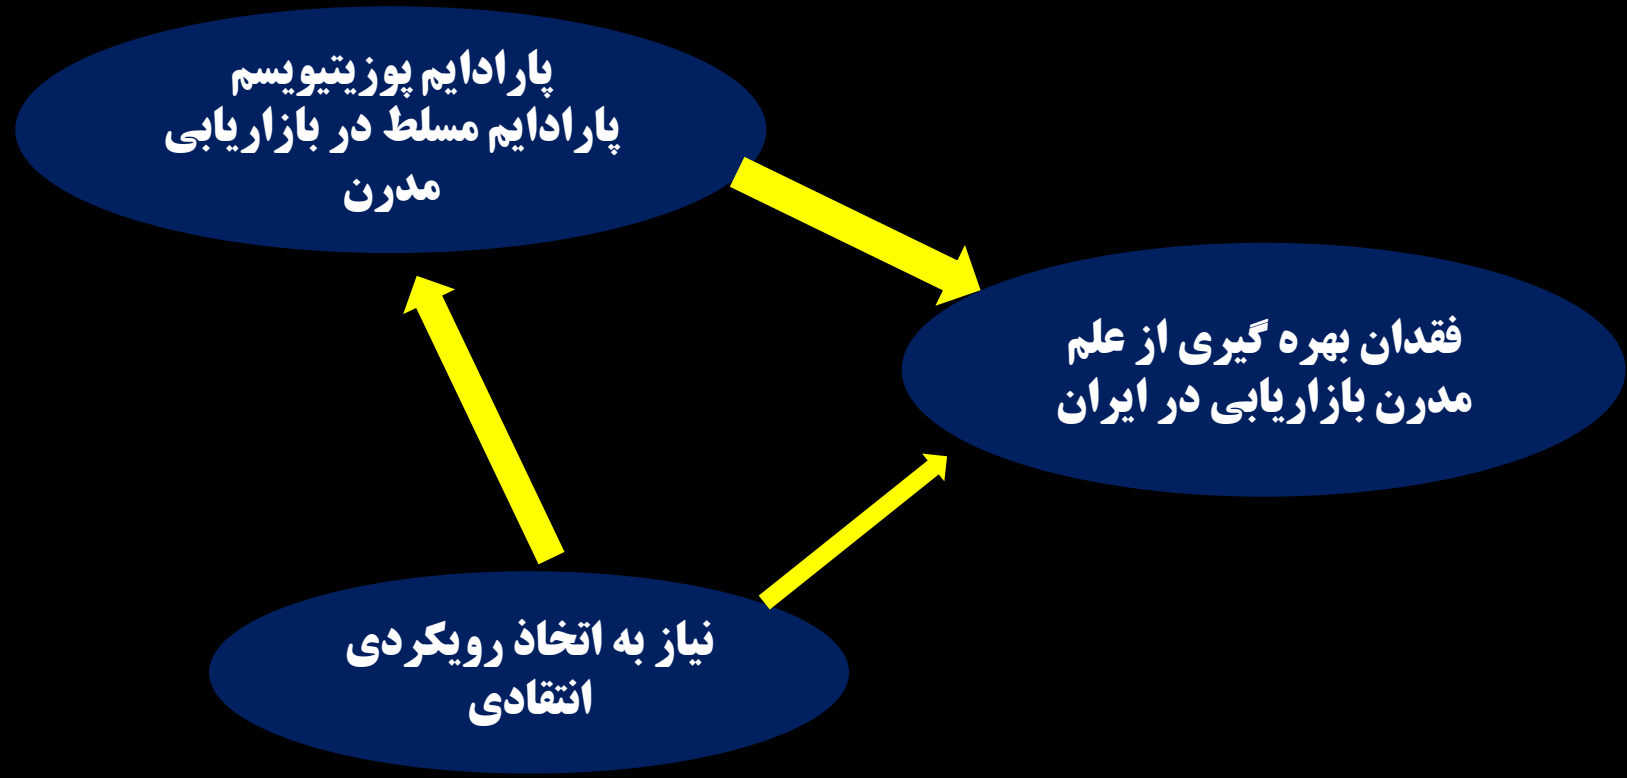 پارادایم پوزیتیویسم
پارادایم مسلط در بازاریابی
مدرن
فقدان بهره گیری از علم
مدرن بازاریابی در ایران
نیاز به اتخاذ رویکردی
انتقادی